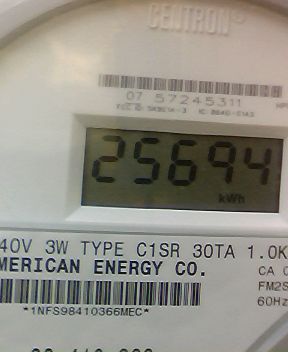 CENTRON®
07 57245311
25694
kWh
40V 3W TYPE C1SR 30TA 1.0K
MERICAN ENERGY CO.
CA 0
FM2S
*1NFS98410366MEC*
60Hz